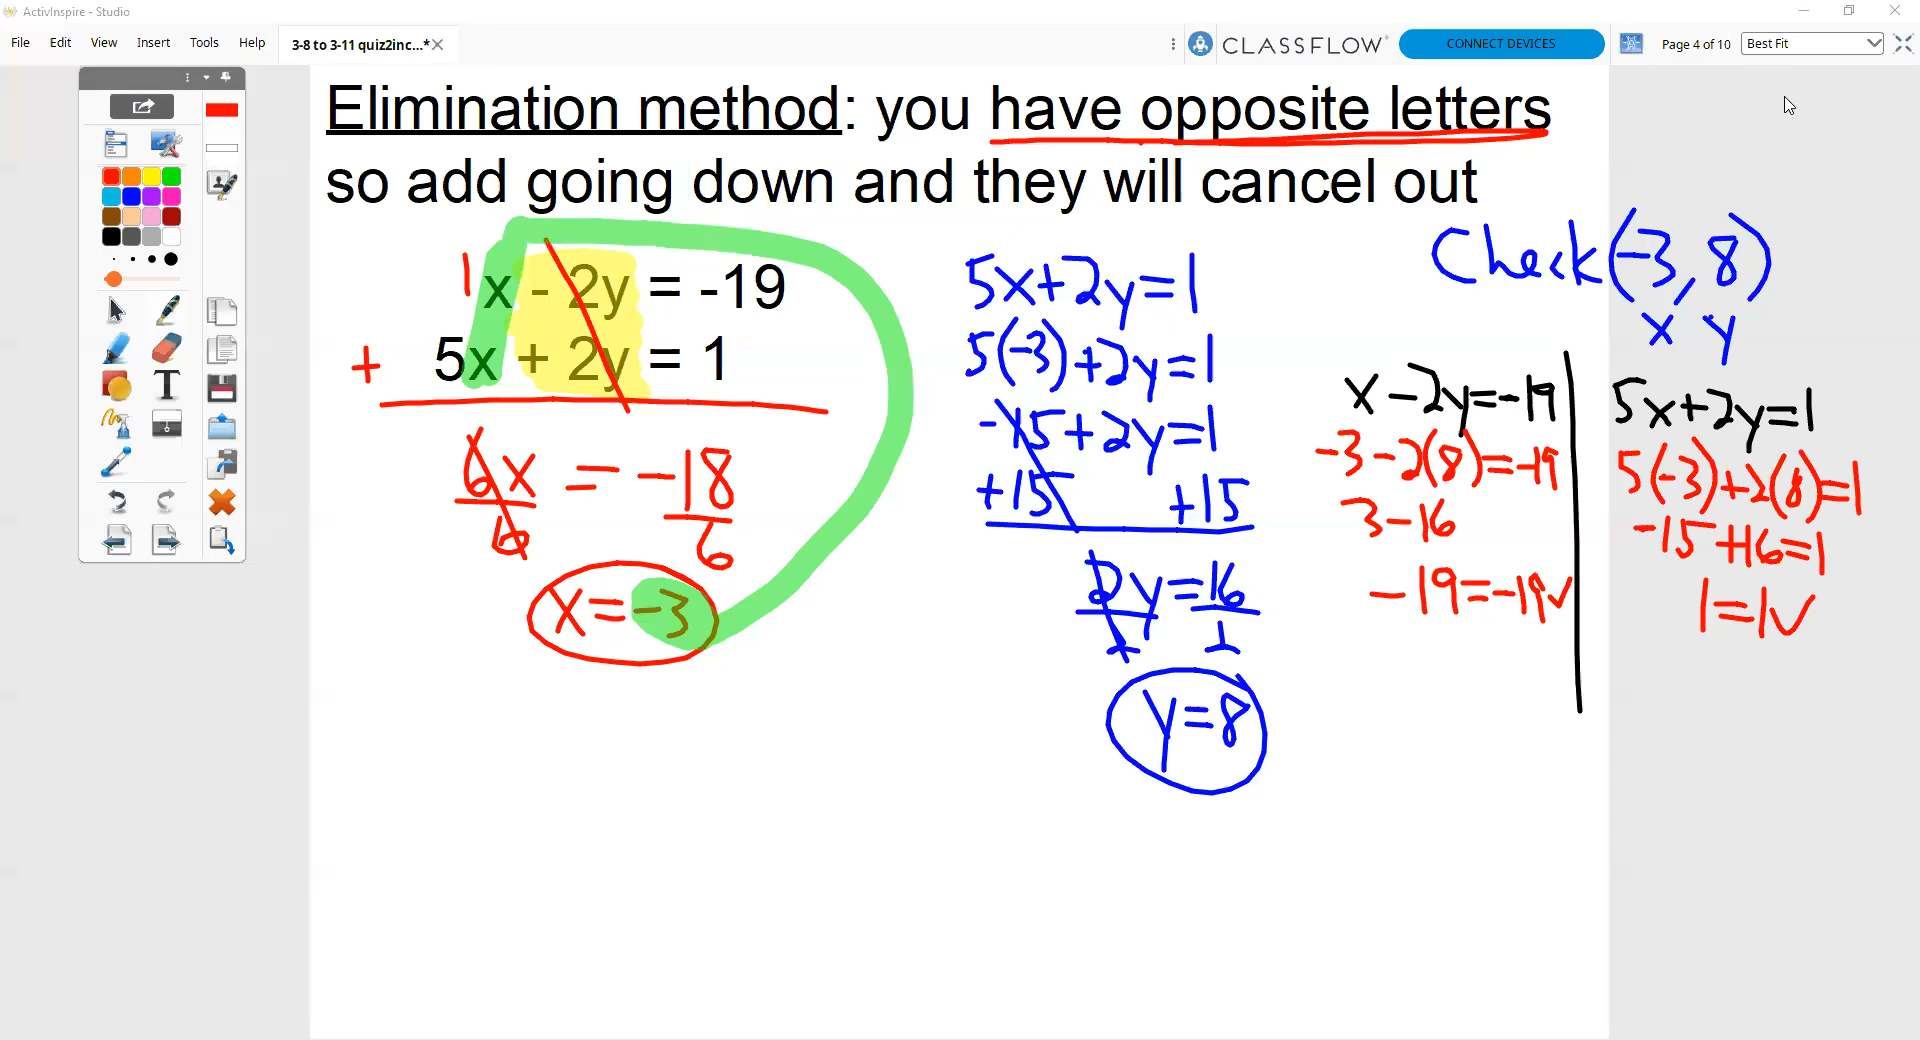 ActivInspire - Studio
File Edit View Insert Tools Help
3-8 to 3-11 quiz2inc...*
CLASSFLOW
CONNECT DEVICES
Page 4 of 10
Best Fit
Elimination method: you have opposite letters
so add going down and they will cancel out
1x - 2y = -19
+ 5x + 2y = 1
6x = -18
6 6
x = -3
5x+2y=1
5(-3)+2y=1
-15+2y=1
+15 +15
2y=16
2 2
y=8
Check (-3, 8)
x y
x-2y=-19
-3-2(8)=-19
3-16
-19=-19✓
5x+2y=1
5(-3)+2(8)=1
-15+16=1
1=1✓